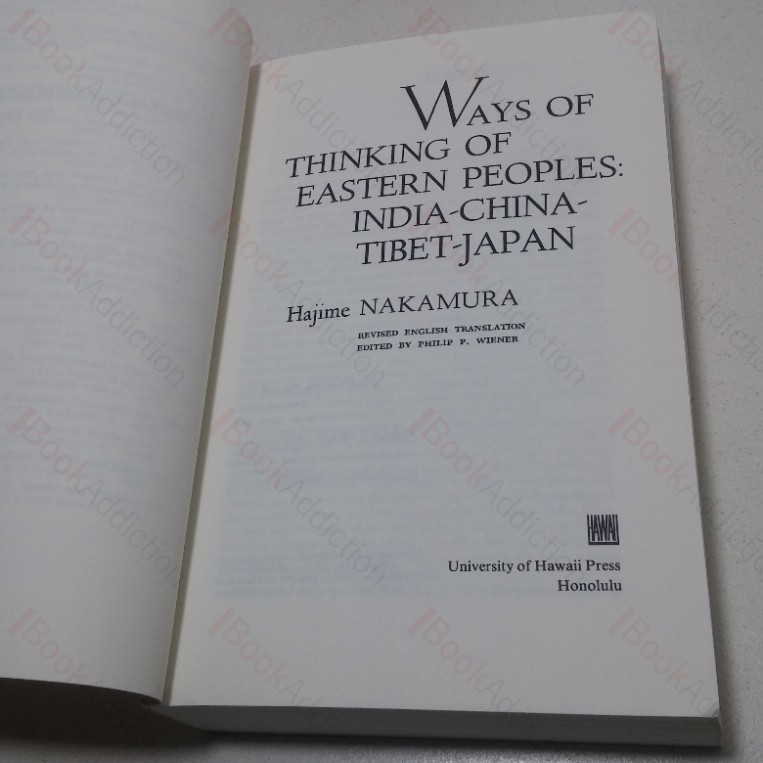 WAYS OF
THINKING OF
EASTERN PEOPLES:
INDIA-CHINA-
TIBET-JAPAN
Hajime NAKAMURA
REVISED ENGLISH TRANSLATION
EDITED BY PHILIP P. WIENER
HAWAII
University of Hawaii Press
Honolulu
BookAddiction